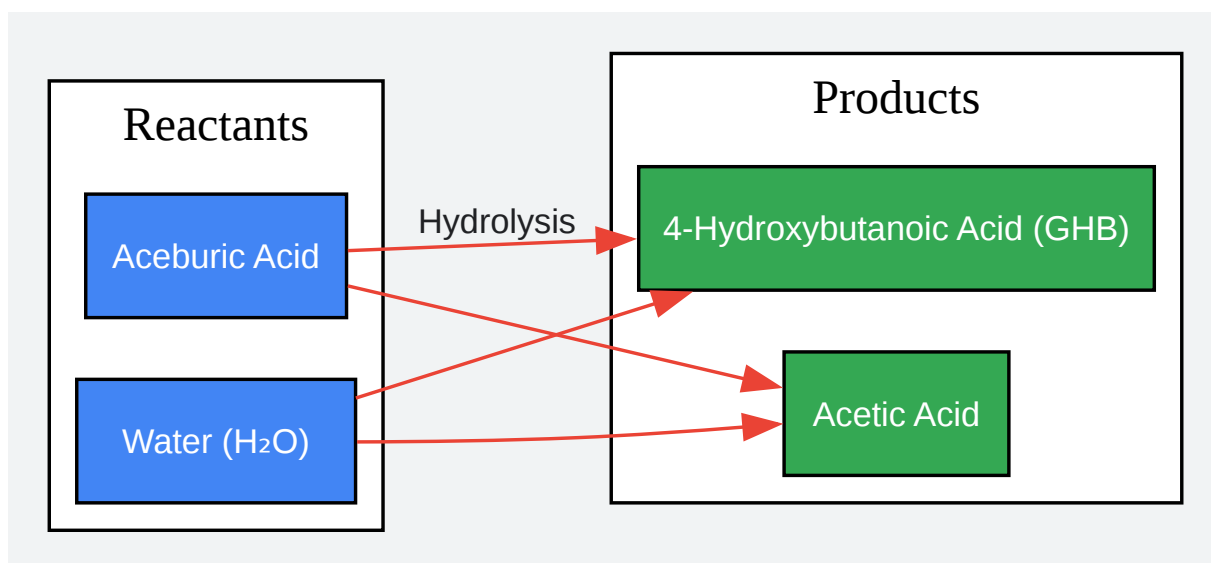 Reactants
Products
Aceburic Acid
Hydrolysis
4-Hydroxybutanoic Acid (GHB)
Water (H₂O)
Acetic Acid